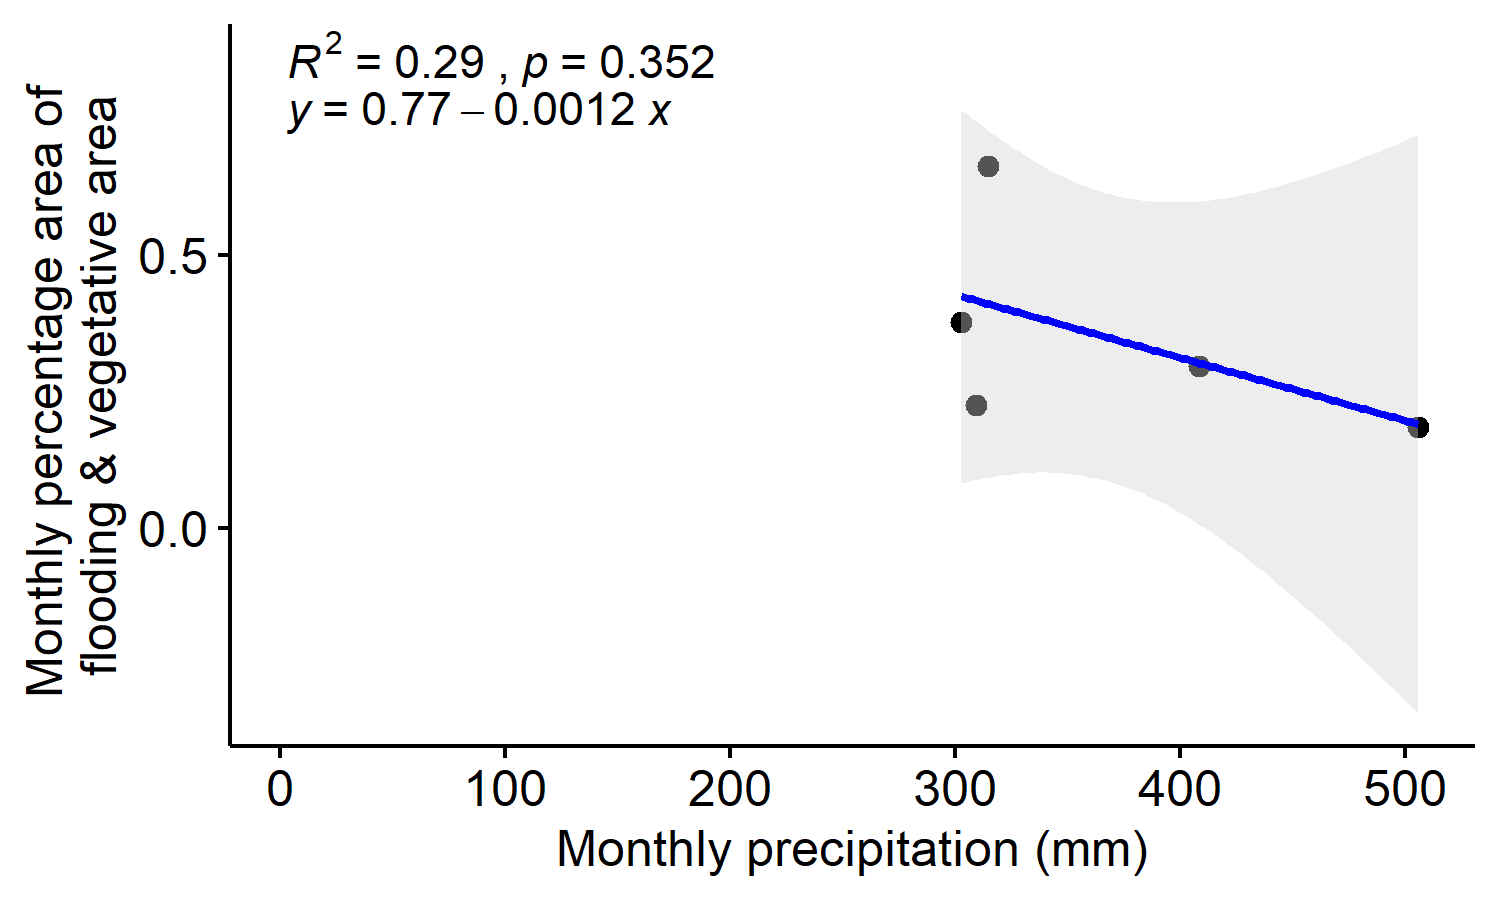 R² = 0.29 , p = 0.352
y = 0.77 – 0.0012 x
Monthly percentage area of
flooding & vegetative area
0.5
0.0
0 100 200 300 400 500
Monthly precipitation (mm)